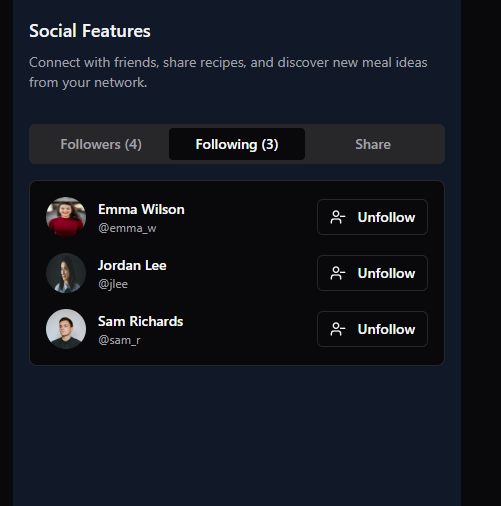 Social Features
Connect with friends, share recipes, and discover new meal ideas
from your network.
Followers (4)
Following (3)
Share
Emma Wilson
@emma_w
Unfollow
Jordan Lee
@jlee
Unfollow
Sam Richards
@sam_r
Unfollow